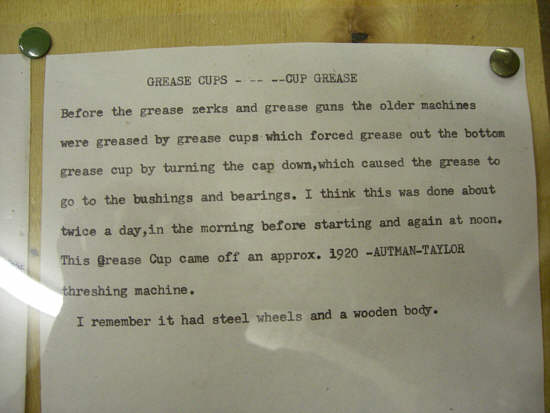 GREASE CUPS - -- --CUP GREASE
Before the grease zerks and grease guns the older machines
were greased by grease cups which forced grease out the bottom
grease cup by turning the cap down,which caused the grease to
go to the bushings and bearings. I think this was done about
twice a day,in the morning before starting and again at noon.
This Grease Cup came off an approx. 1920 -AUTMAN-TAYLOR
threshing machine.
I remember it had steel wheels and a wooden body.